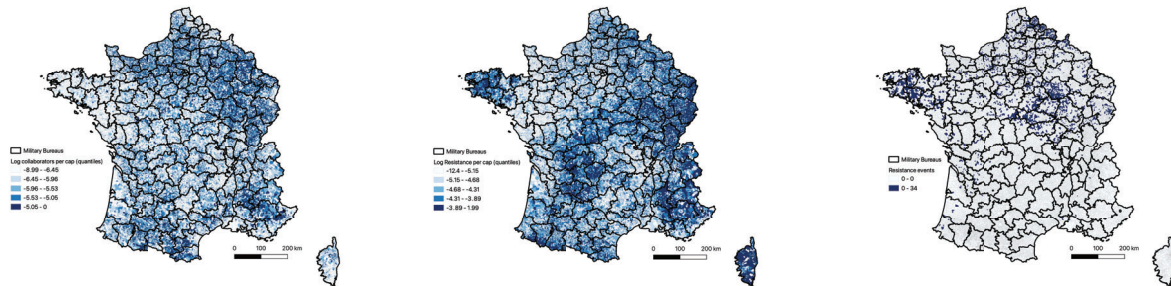 Military Bureaus
Log collaborators per cap (quantiles)
-8.99 - -6.45
-6.45 - -5.96
-5.96 - -5.53
-5.53 - -5.05
-5.05 - 0
0 100 200 km
Military Bureaus
Log Resistance per cap (quantiles)
-12.4 - -5.15
-5.15 - -4.68
-4.68 - -4.31
-4.31 - -3.89
-3.89 - 1.99
0 100 200 km
Military Bureaus
Resistance events
0 - 0
0 - 34
0 100 200 km